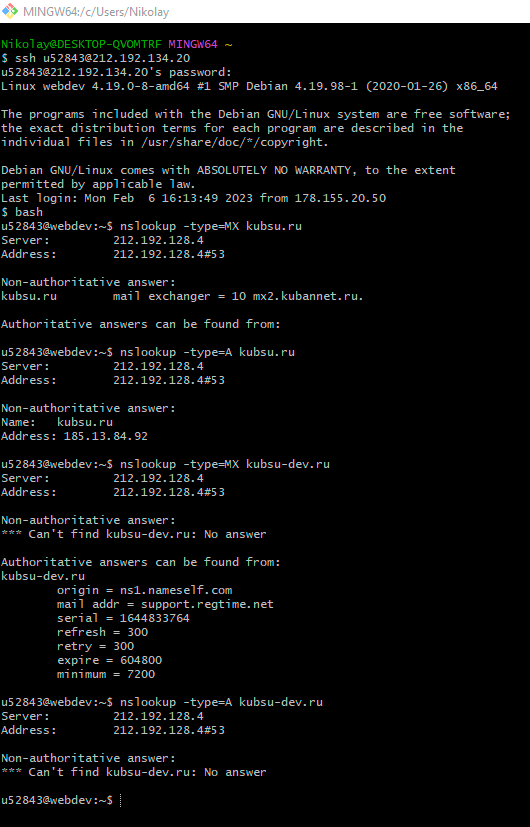 MINGW64:/c/Users/Nikolay
Nikolay@DESKTOP-QVOMTRF MINGW64 ~
$ ssh u52843@212.192.134.20
u52843@212.192.134.20's password:
Linux webdev 4.19.0-8-amd64 #1 SMP Debian 4.19.98-1 (2020-01-26) x86_64
The programs included with the Debian GNU/Linux system are free software;
the exact distribution terms for each program are described in the
individual files in /usr/share/doc/*/copyright.
Debian GNU/Linux comes with ABSOLUTELY NO WARRANTY, to the extent
permitted by applicable law.
Last login: Mon Feb  6 16:13:49 2023 from 178.155.20.50
$ bash
u52843@webdev:~$ nslookup -type=MX kubsu.ru
Server:         212.192.128.4
Address:        212.192.128.4#53
Non-authoritative answer:
kubsu.ru        mail exchanger = 10 mx2.kubannet.ru.
Authoritative answers can be found from:
u52843@webdev:~$ nslookup -type=A kubsu.ru
Server:         212.192.128.4
Address:        212.192.128.4#53
Non-authoritative answer:
Name:   kubsu.ru
Address: 185.13.84.92
u52843@webdev:~$ nslookup -type=MX kubsu-dev.ru
Server:         212.192.128.4
Address:        212.192.128.4#53
Non-authoritative answer:
*** Can't find kubsu-dev.ru: No answer
Authoritative answers can be found from:
kubsu-dev.ru
        origin = ns1.nameself.com
        mail addr = support.regtime.net
        serial = 1644833764
        refresh = 300
        retry = 300
        expire = 604800
        minimum = 7200
u52843@webdev:~$ nslookup -type=A kubsu-dev.ru
Server:         212.192.128.4
Address:        212.192.128.4#53
Non-authoritative answer:
*** Can't find kubsu-dev.ru: No answer
u52843@webdev:~$